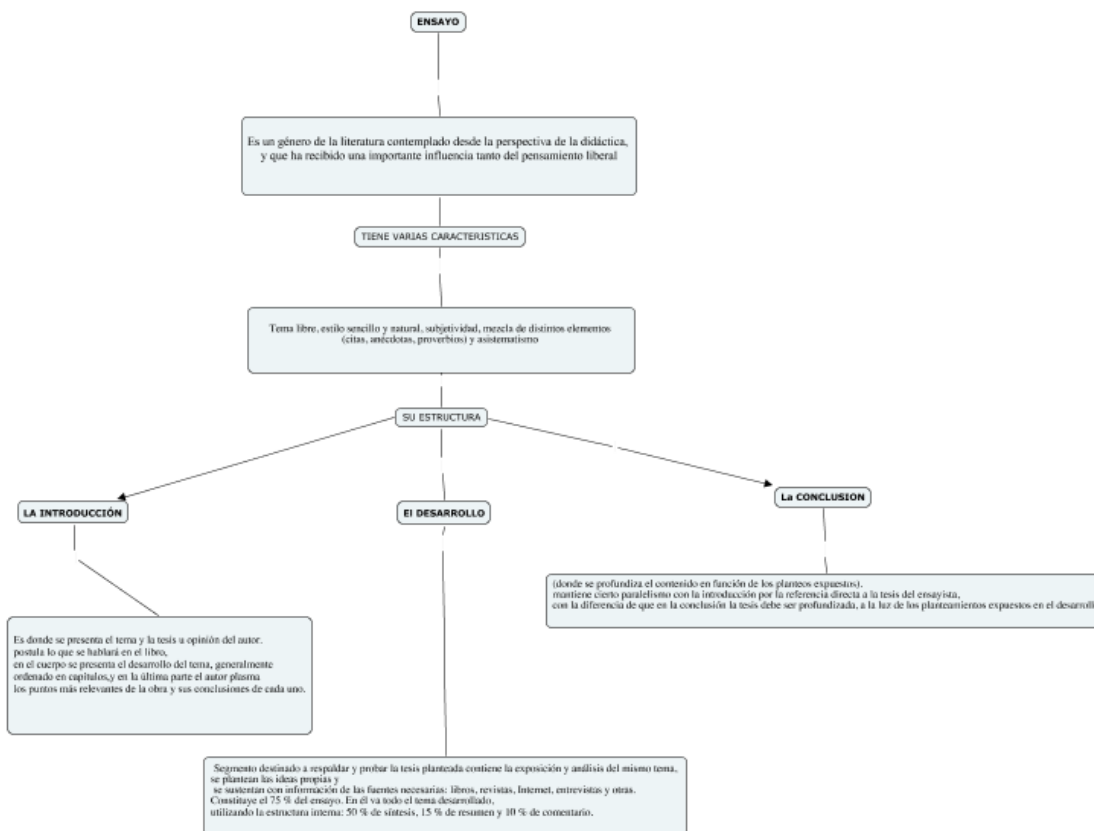 ENSAYO
Es un género de la literatura contemplado desde la perspectiva de la didáctica,
y que ha recibido una importante influencia tanto del pensamiento liberal
TIENE VARIAS CARACTERISTICAS
Tema libre, estilo sencillo y natural, subjetividad, mezcla de distintos elementos
(citas, anécdotas, proverbios) y asistematismo
SU ESTRUCTURA
LA INTRODUCCIÓN
El DESARROLLO
La CONCLUSION
(donde se profundiza el contenido en función de los planteos expuestos).
mantiene cierto paralelismo con la introducción por la referencia directa a la tesis del ensayista,
con la diferencia de que en la conclusión la tesis debe ser profundizada, a la luz de los planteamientos expuestos en el desarroll
Es donde se presenta el tema y la tesis u opinión del autor.
postula lo que se hablará en el libro,
en el cuerpo se presenta el desarrollo del tema, generalmente
ordenado en capítulos,y en la última parte el autor plasma
los puntos más relevantes de la obra y sus conclusiones de cada uno.
Segmento destinado a respaldar y probar la tesis planteada contiene la exposición y análisis del mismo tema,
se plantean las ideas propias y
se sustentan con información de las fuentes necesarias: libros, revistas, Internet, entrevistas y otras.
Constituye el 75 % del ensayo. En él va todo el tema desarrollado,
utilizando la estructura interna: 50 % de síntesis, 15 % de resumen y 10 % de comentario.